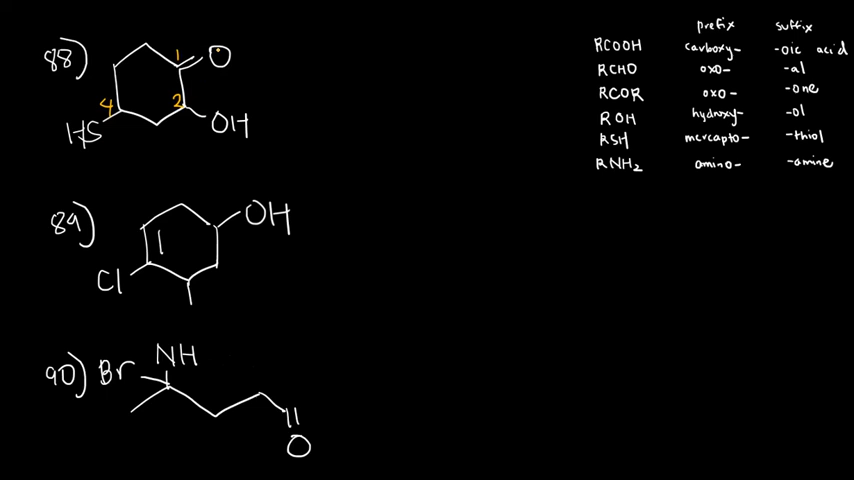 88)
1
O
4
2
HS
OH
89)
OH
Cl
90)
Br
NH
O
prefix suffix
RCOOH carboxy- -oic acid
RCHO oxo- -al
RCOR oxo- -one
ROH hydroxy- -ol
RSH mercapto- -thiol
RNH2 amino- -amine